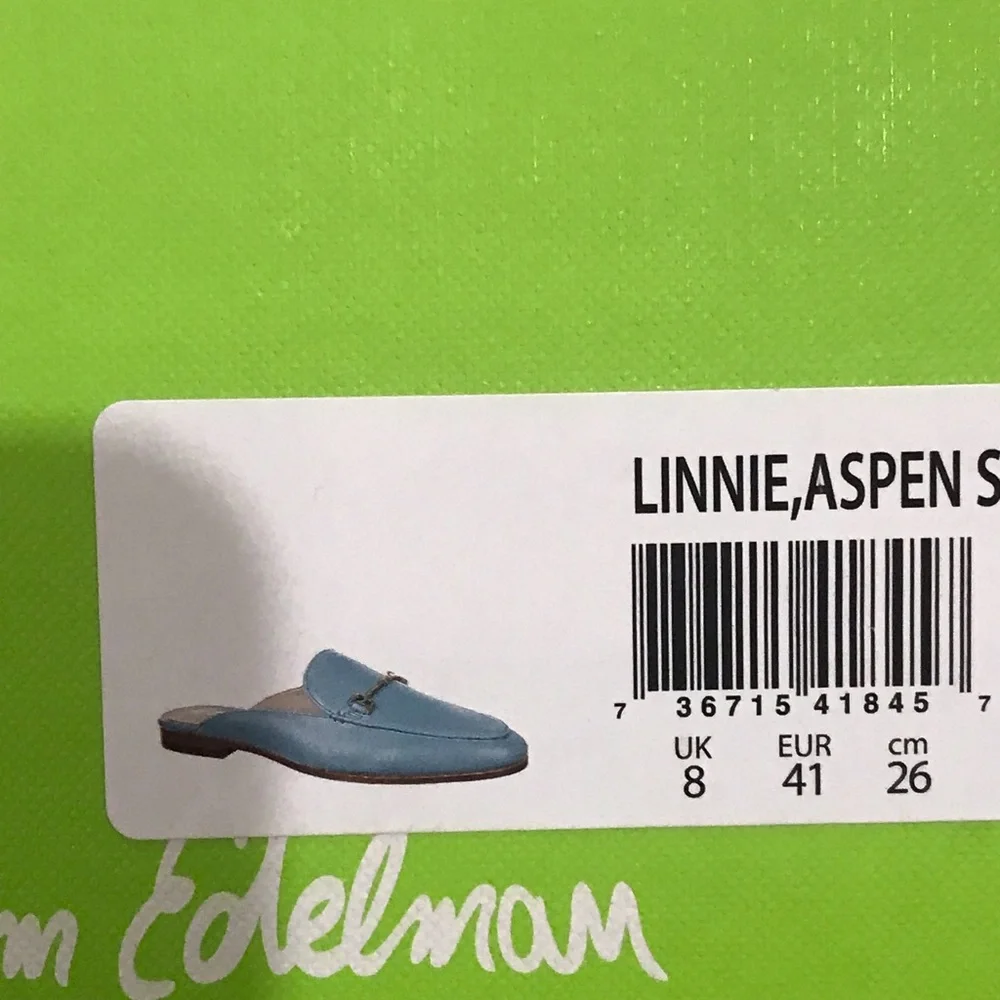 LINNIE,ASPEN S
7 36715 41845 7
UK EUR cm
8 41 26
m Edelman